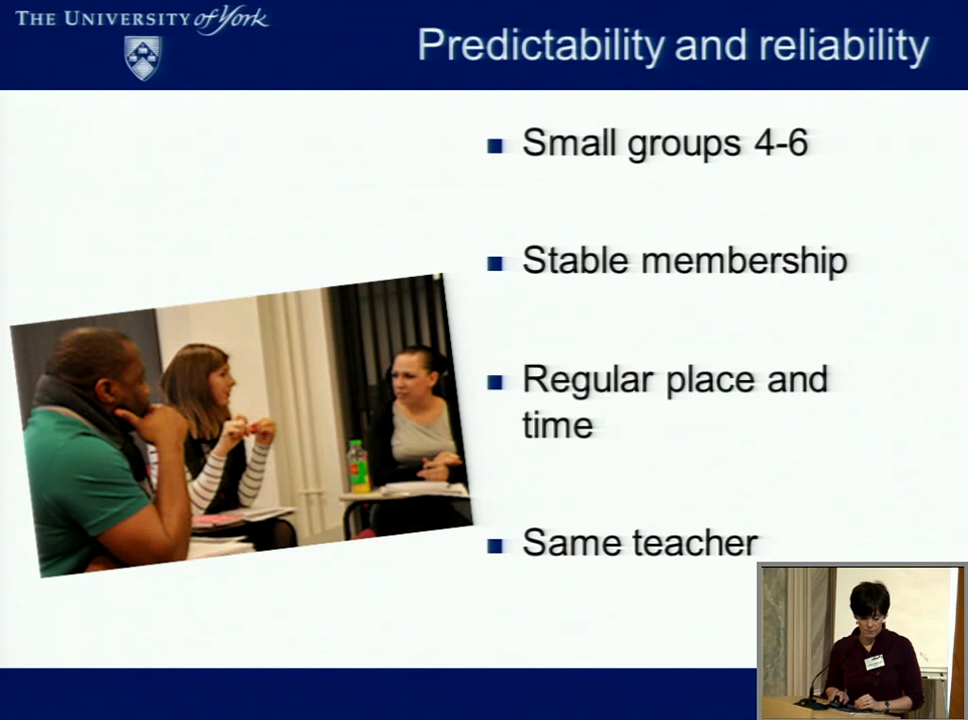 THE UNIVERSITY of York
Predictability and reliability
Small groups 4-6
Stable membership
Regular place and
time
Same teacher